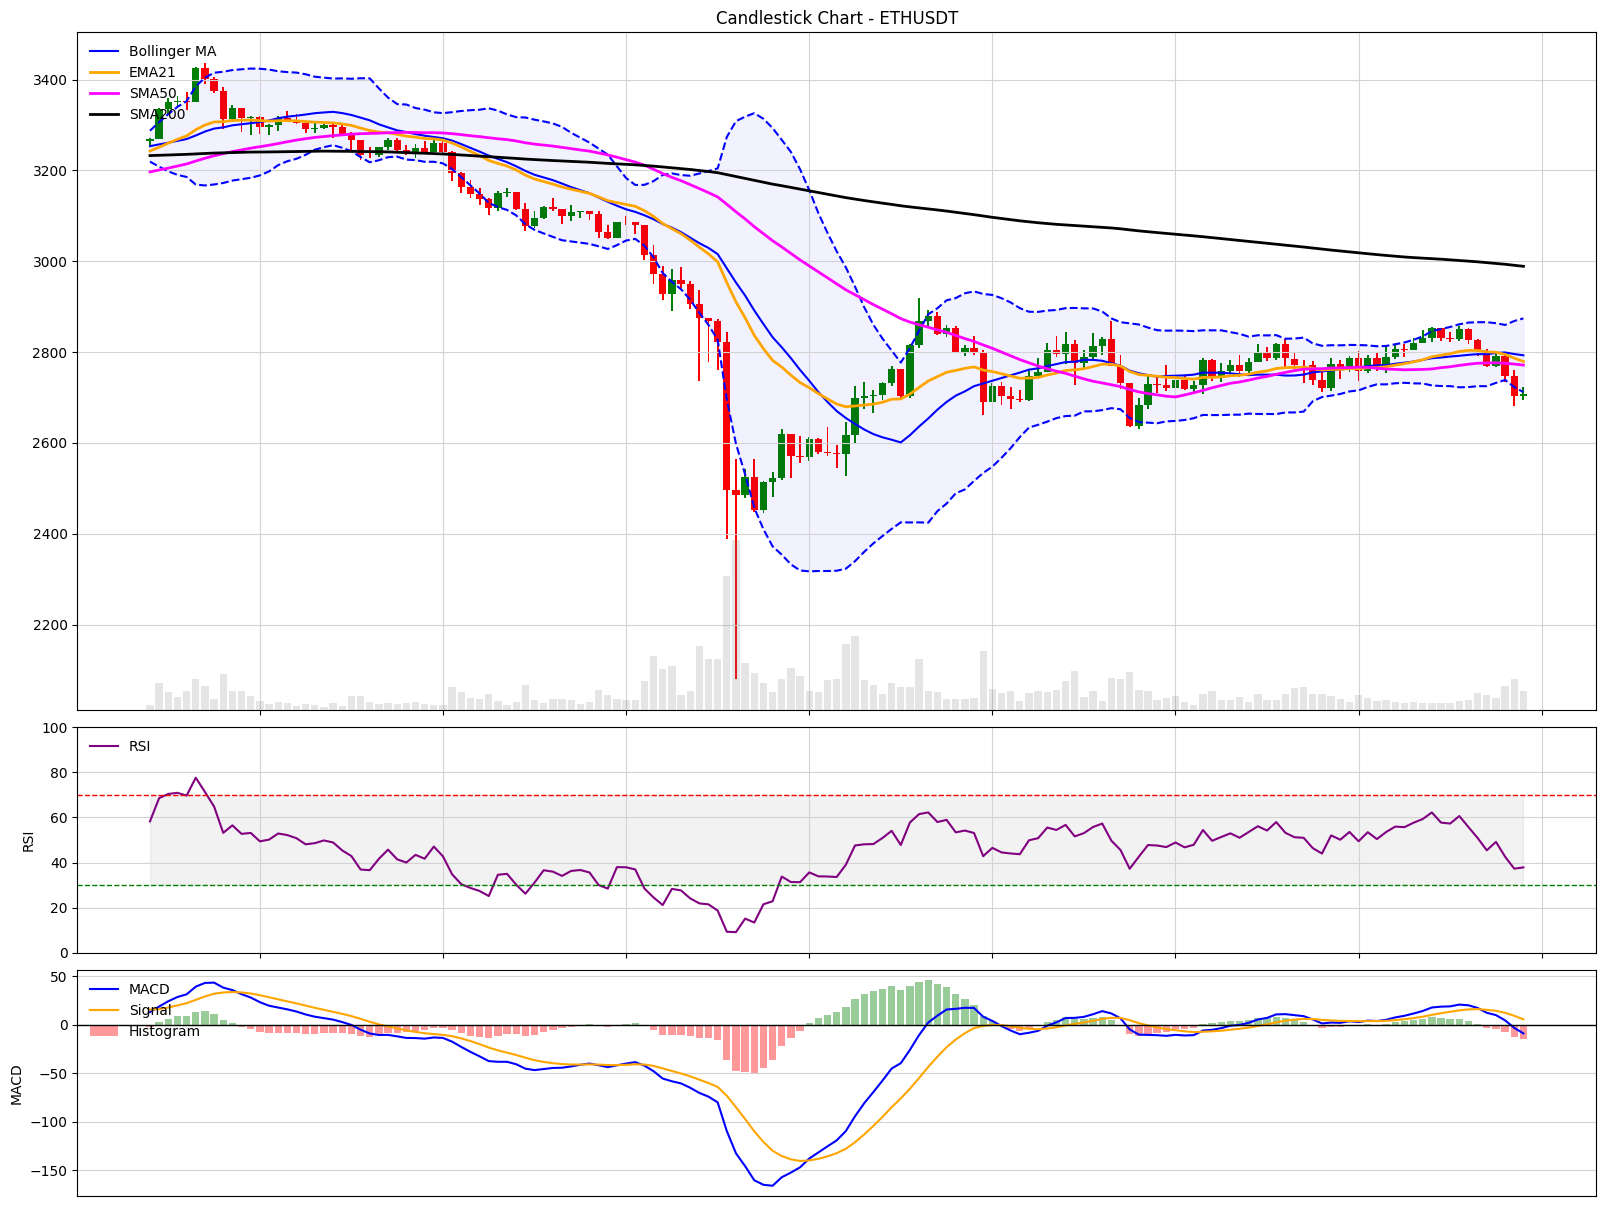 Candlestick Chart - ETHUSDT
Bollinger MA
EMA21
SMA50
SMA200
3400
3200
3000
2800
2600
2400
2200
RSI
100
80
60
40
20
0
RSI
MACD
Signal
Histogram
50
0
−50
−100
−150
MACD